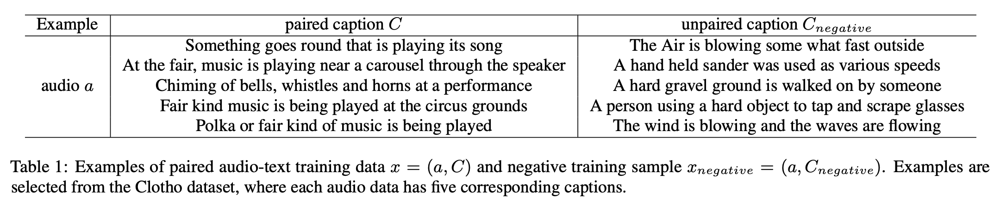 Example paired caption C unpaired caption C_negative
Something goes round that is playing its song The Air is blowing some what fast outside
At the fair, music is playing near a carousel through the speaker A hand held sander was used as various speeds
audio a Chiming of bells, whistles and horns at a performance A hard gravel ground is walked on by someone
Fair kind music is being played at the circus grounds A person using a hard object to tap and scrape glasses
Polka or fair kind of music is being played The wind is blowing and the waves are flowing
Table 1: Examples of paired audio-text training data x = (a, C) and negative training sample x_negative = (a, C_negative). Examples are
selected from the Clotho dataset, where each audio data has five corresponding captions.